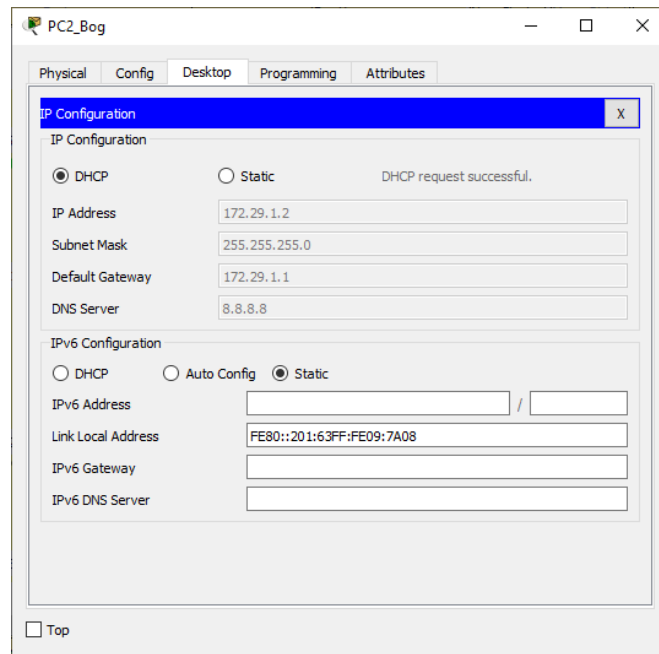 PC2_Bog
Physical Config Desktop Programming Attributes
IP Configuration X
IP Configuration
DHCP Static DHCP request successful.
IP Address 172.29.1.2
Subnet Mask 255.255.255.0
Default Gateway 172.29.1.1
DNS Server 8.8.8.8
IPv6 Configuration
DHCP Auto Config Static
IPv6 Address /
Link Local Address FE80::201:63FF:FE09:7A08
IPv6 Gateway
IPv6 DNS Server
Top